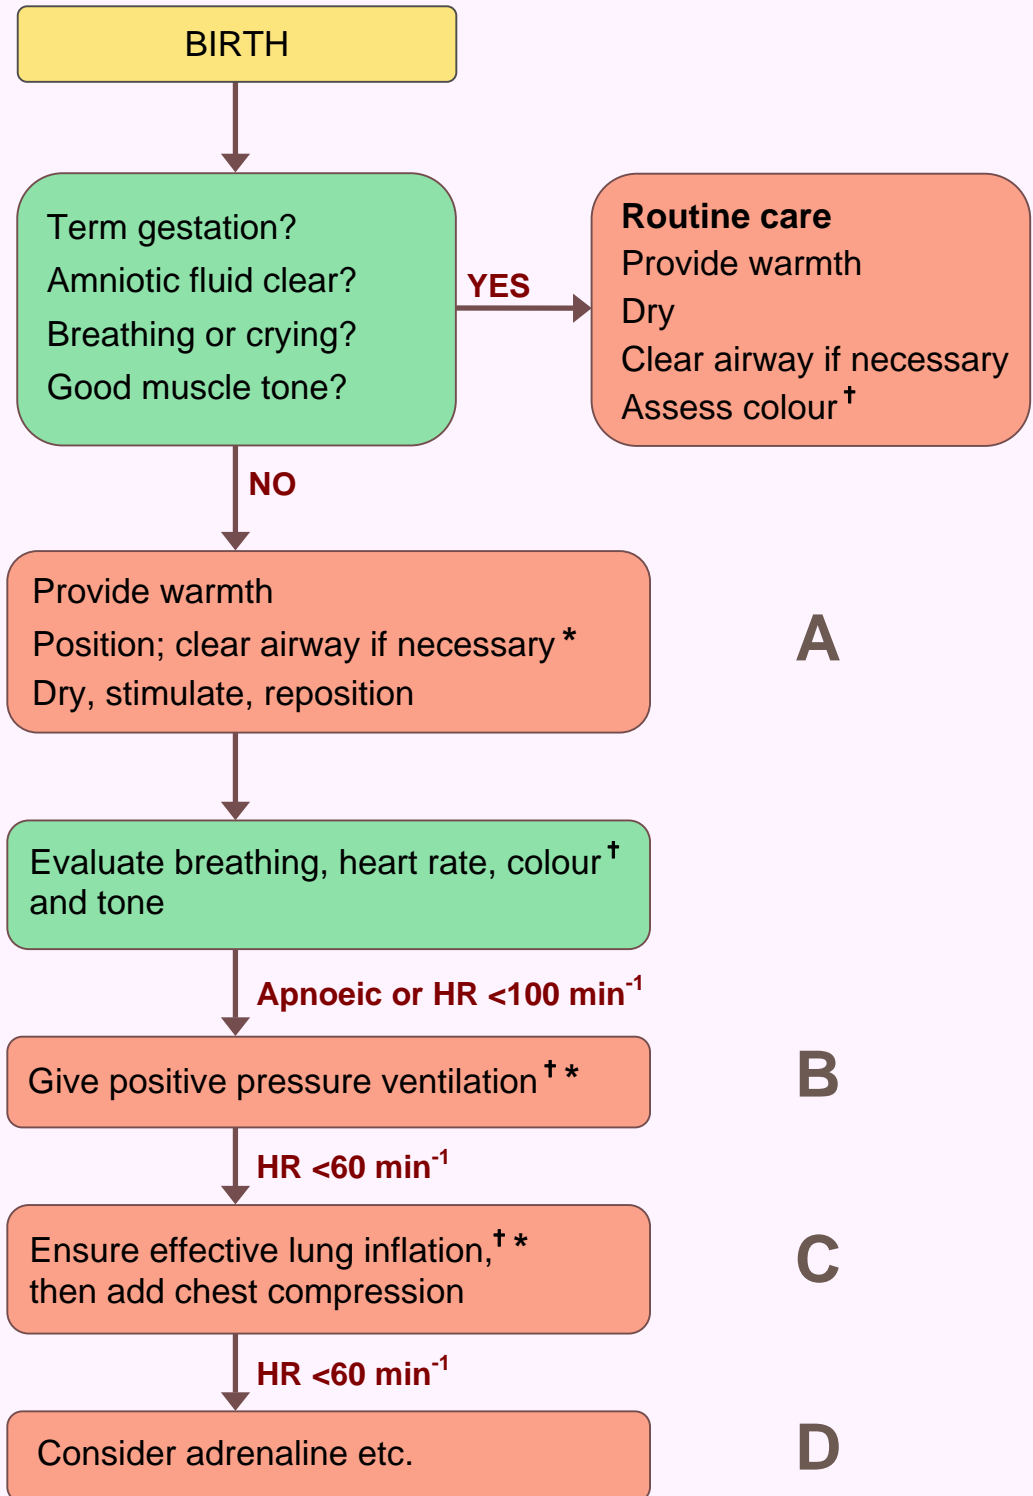 BIRTH
Term gestation?
Amniotic fluid clear?
Breathing or crying?
Good muscle tone?
YES
Routine care
Provide warmth
Dry
Clear airway if necessary
Assess colour †
NO
Provide warmth
Position; clear airway if necessary *
Dry, stimulate, reposition
A
Evaluate breathing, heart rate, colour †
and tone
Apnoeic or HR <100 min⁻¹
Give positive pressure ventilation † *
B
HR <60 min⁻¹
Ensure effective lung inflation, † *
then add chest compression
C
HR <60 min⁻¹
Consider adrenaline etc.
D